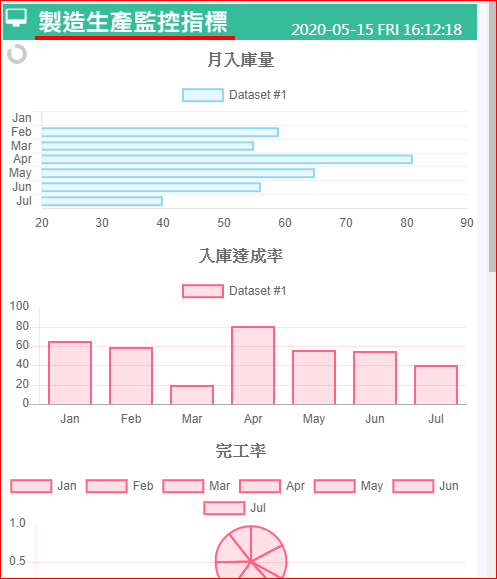 製造生產監控指標
2020-05-15 FRI 16:12:18
月入庫量
Dataset #1
Jan
Feb
Mar
Apr
May
Jun
Jul
20 30 40 50 60 70 80 90
入庫達成率
Dataset #1
100
80
60
40
20
0
Jan Feb Mar Apr May Jun Jul
完工率
Jan Feb Mar Apr May Jun
Jul
1.0
0.5